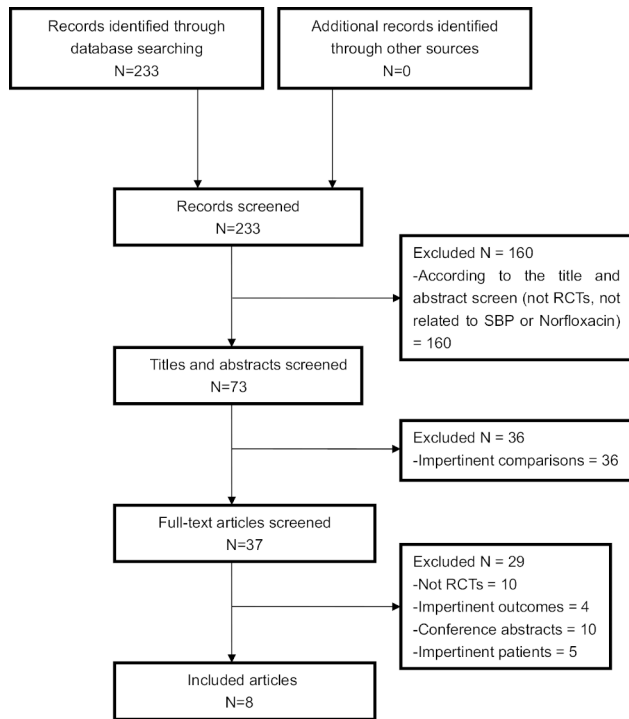 Records identified through
database searching
N=233
Additional records identified
through other sources
N=0
Records screened
N=233
Excluded N = 160
-According to the title and
abstract screen (not RCTs, not
related to SBP or Norfloxacin)
= 160
Titles and abstracts screened
N=73
Excluded N = 36
-Impertinent comparisons = 36
Full-text articles screened
N=37
Excluded N = 29
-Not RCTs = 10
-Impertinent outcomes = 4
-Conference abstracts = 10
-Impertinent patients = 5
Included articles
N=8